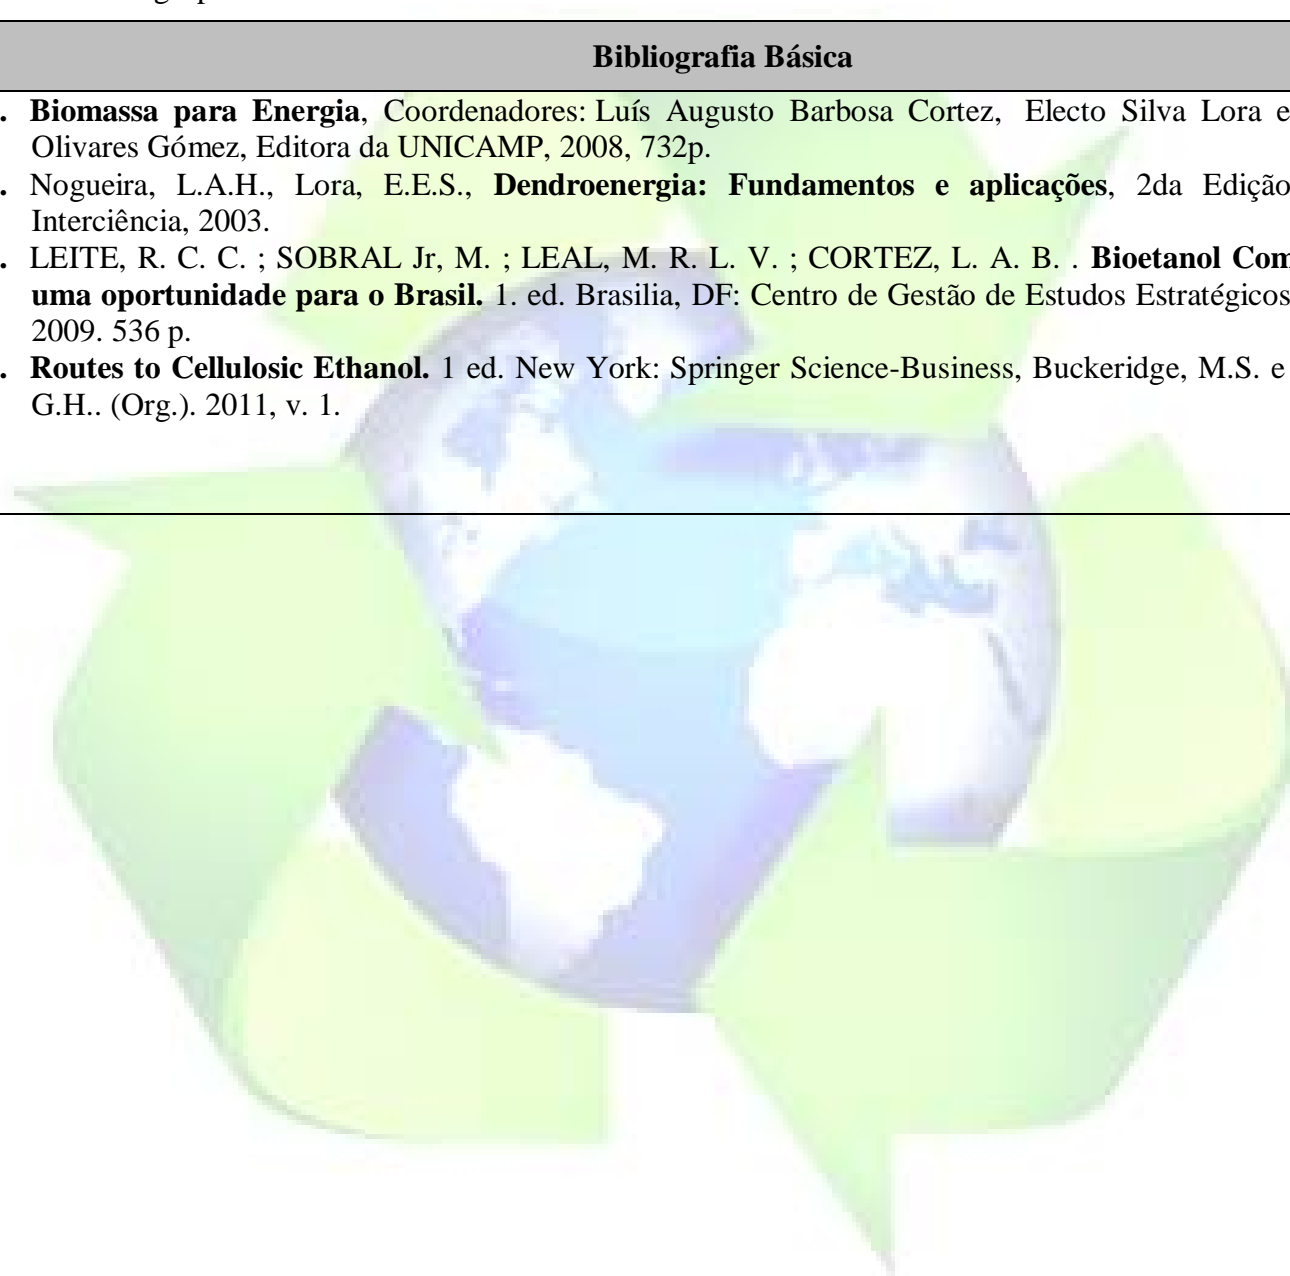 Bibliografia Básica
. Biomassa para Energia, Coordenadores: Luís Augusto Barbosa Cortez, Electo Silva Lora e
Olivares Gómez, Editora da UNICAMP, 2008, 732p.
. Nogueira, L.A.H., Lora, E.E.S., Dendroenergia: Fundamentos e aplicações, 2da Edição
Interciência, 2003.
. LEITE, R. C. C. ; SOBRAL Jr, M. ; LEAL, M. R. L. V. ; CORTEZ, L. A. B. . Bioetanol Com
uma oportunidade para o Brasil. 1. ed. Brasilia, DF: Centro de Gestão de Estudos Estratégicos
2009. 536 p.
. Routes to Cellulosic Ethanol. 1 ed. New York: Springer Science-Business, Buckeridge, M.S. e
G.H.. (Org.). 2011, v. 1.